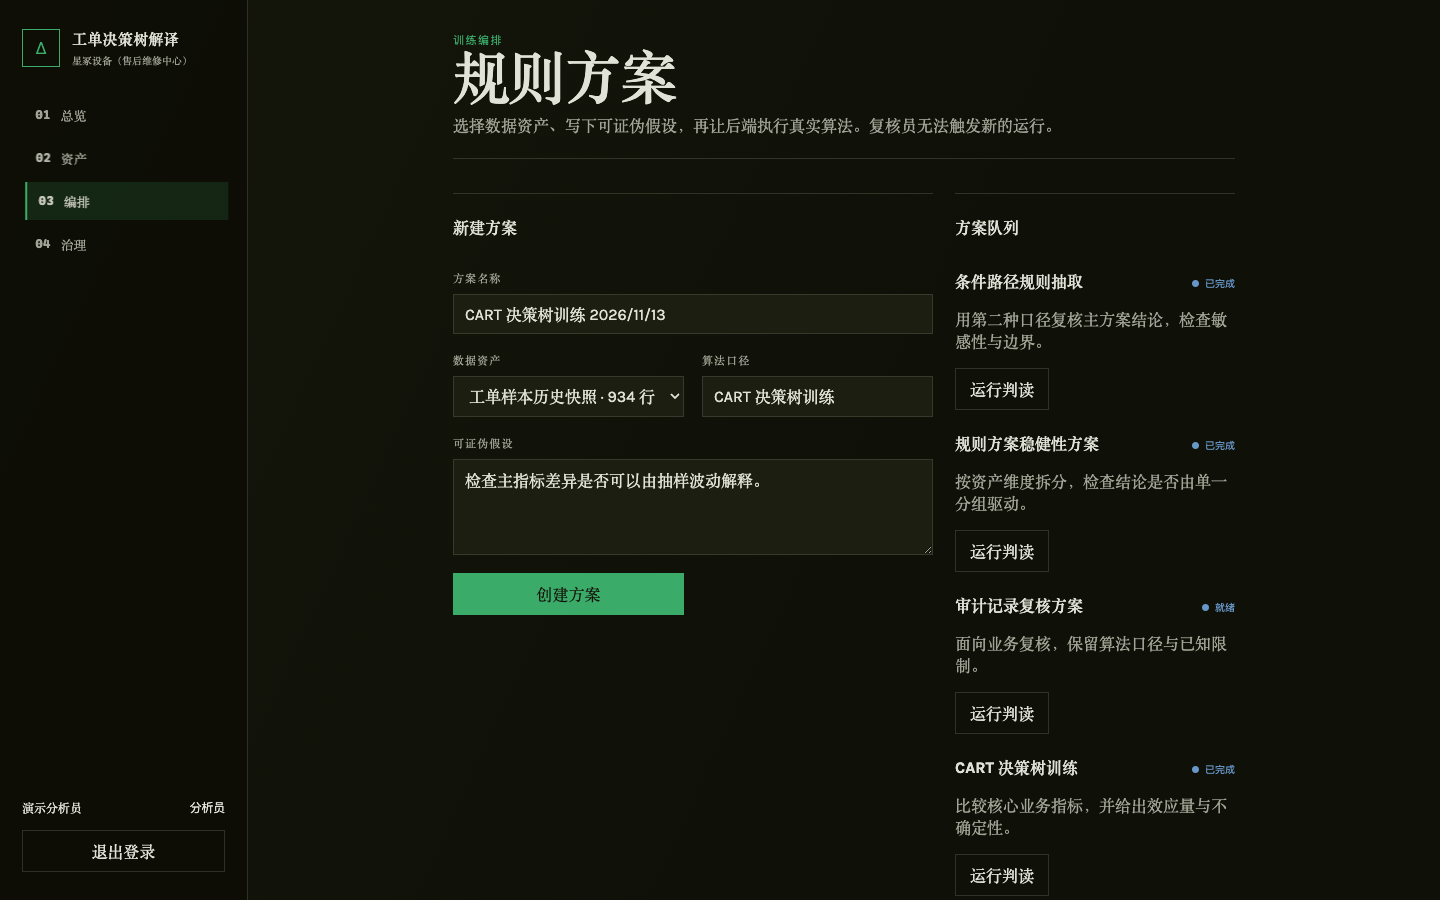 Δ
工单决策树解译
星冢设备（售后维修中心）
01 总览
02 资产
03 编排
04 治理
演示分析员 分析员
退出登录
训练编排
规则方案
选择数据资产、写下可证伪假设，再让后端执行真实算法。复核员无法触发新的运行。
新建方案
方案名称
CART 决策树训练 2026/11/13
数据资产 算法口径
工单样本历史快照 · 934 行 CART 决策树训练
可证伪假设
检查主指标差异是否可以由抽样波动解释。
创建方案
方案队列
条件路径规则抽取 已完成
用第二种口径复核主方案结论，检查敏
感性与边界。
运行判读
规则方案稳健性方案 已完成
按资产维度拆分，检查结论是否由单一
分组驱动。
运行判读
审计记录复核方案 就绪
面向业务复核，保留算法口径与已知限
制。
运行判读
CART 决策树训练 已完成
比较核心业务指标，并给出效应量与不
确定性。
运行判读